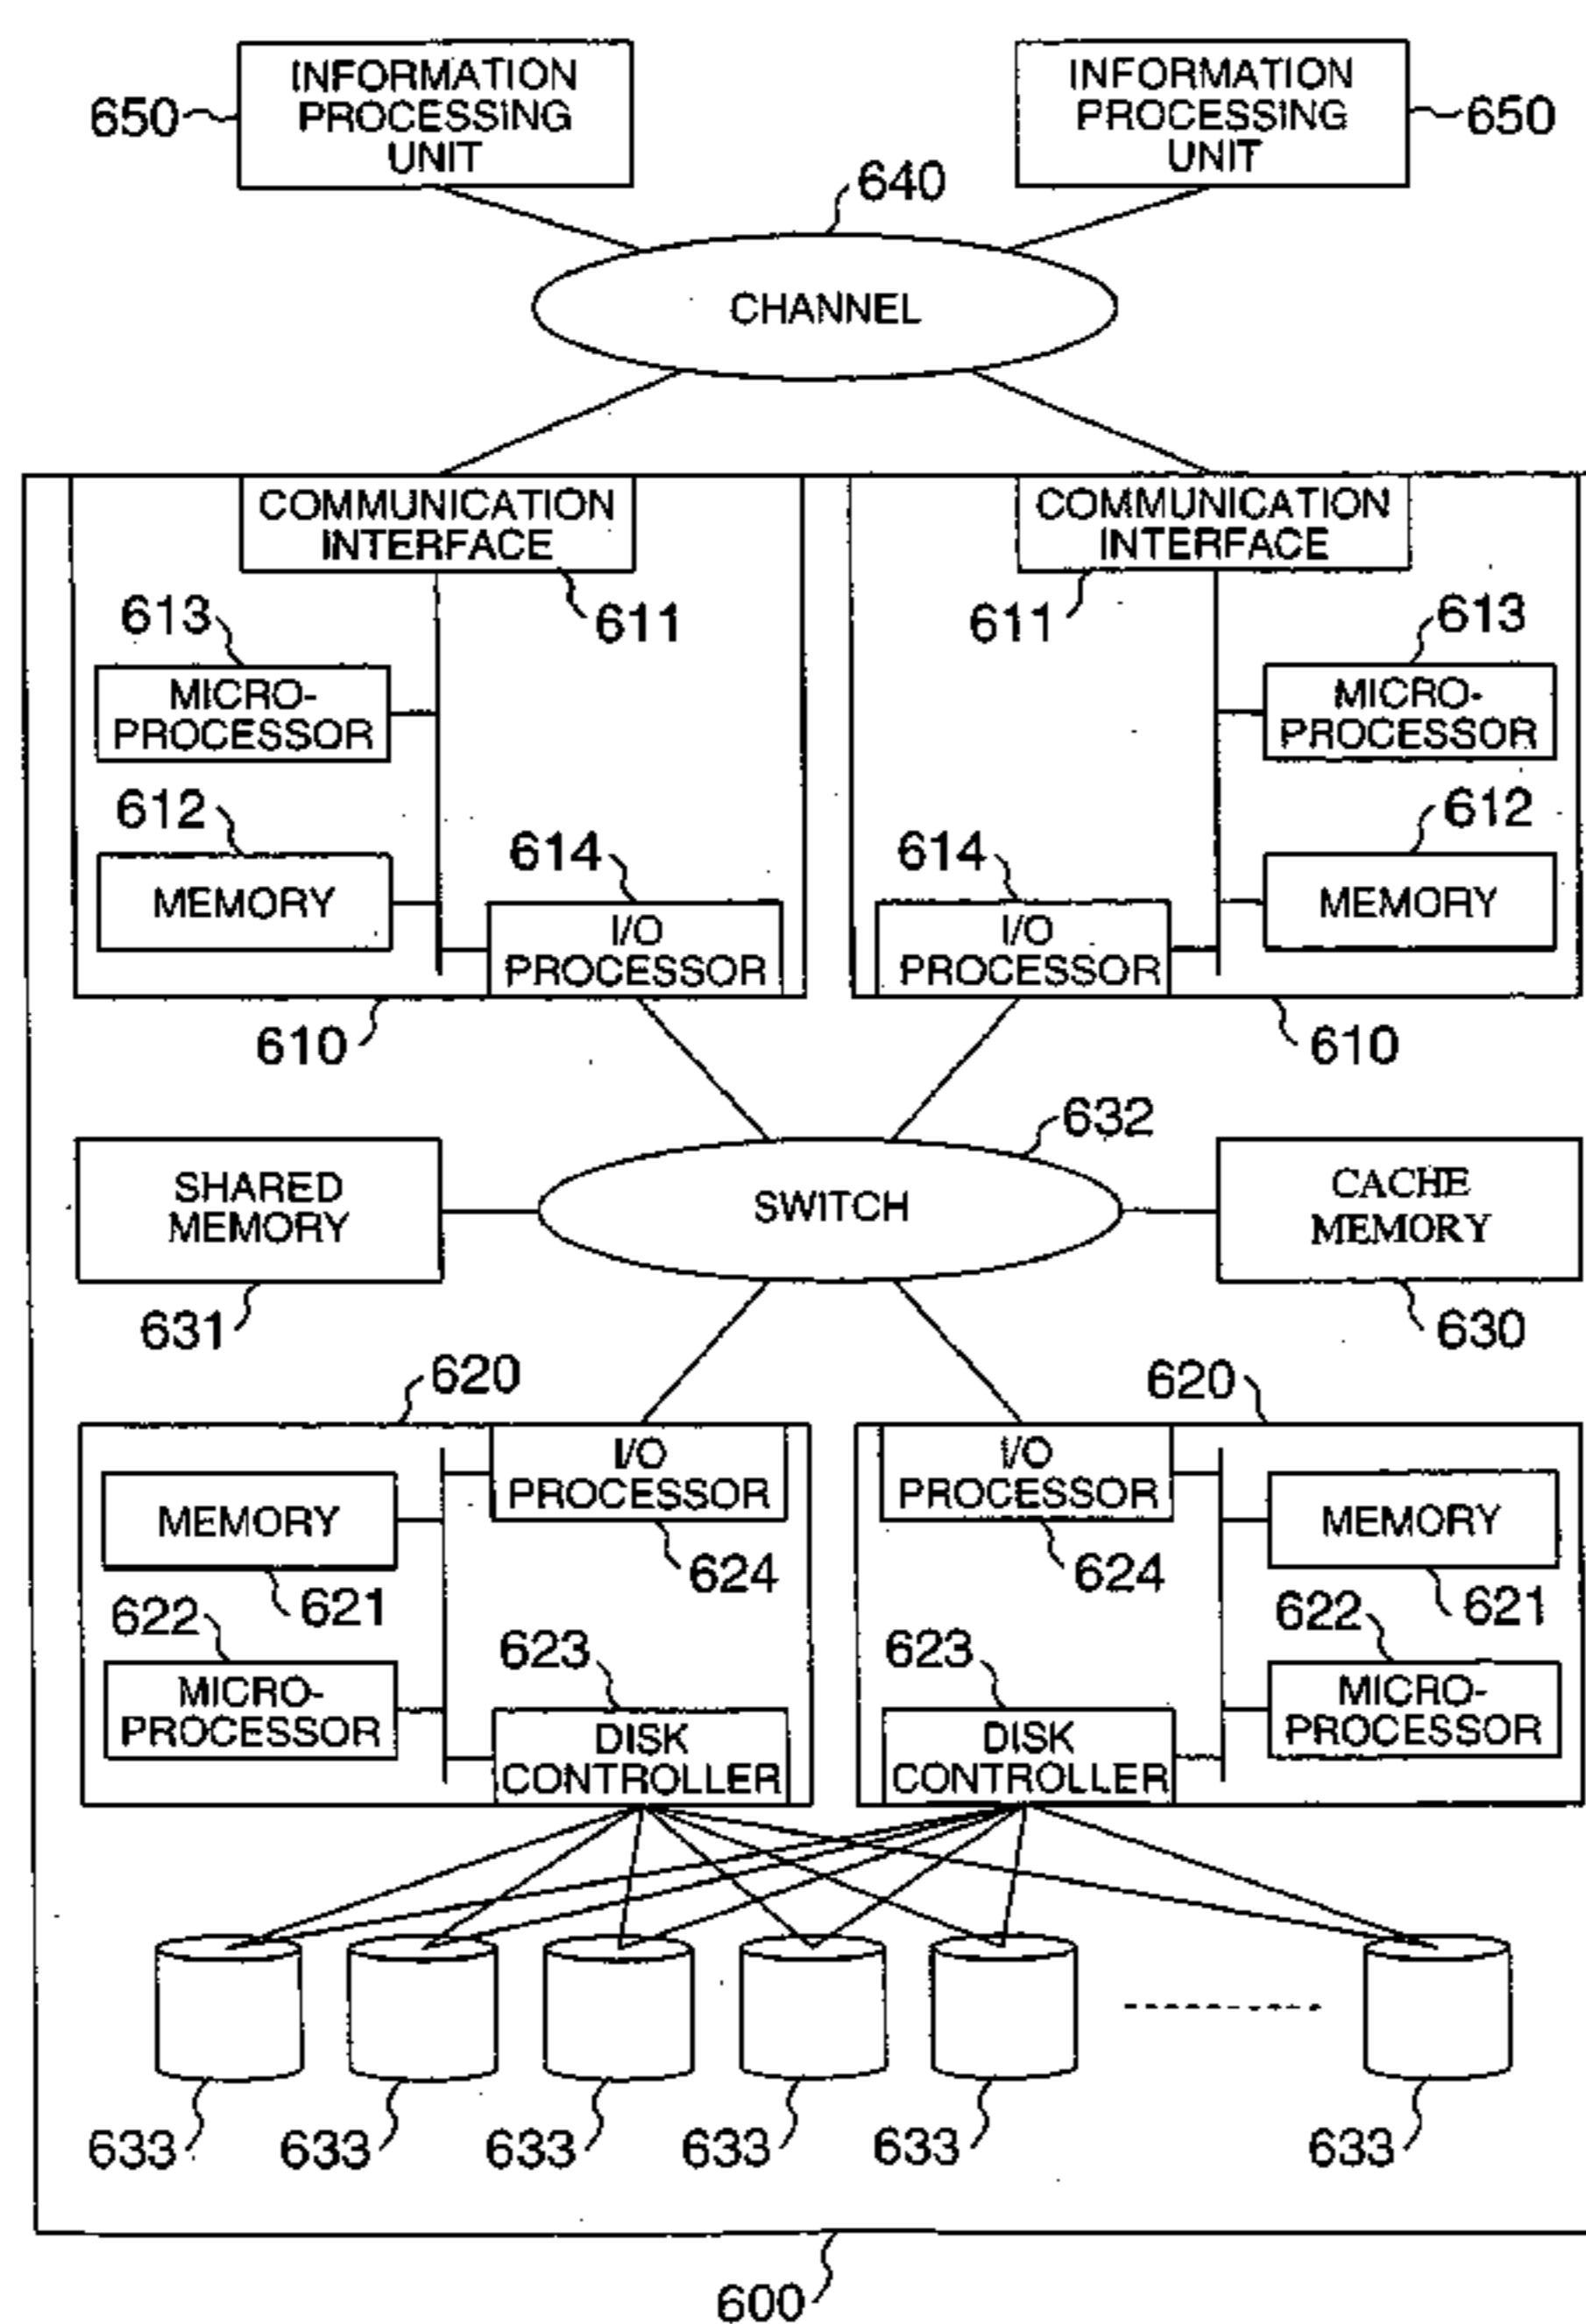 INFORMATION
PROCESSING
UNIT
650
INFORMATION
PROCESSING
UNIT
650
640
CHANNEL
COMMUNICATION
INTERFACE
611
COMMUNICATION
INTERFACE
611
613
MICRO-
PROCESSOR
613
MICRO-
PROCESSOR
612
MEMORY
614
I/O
PROCESSOR
614
I/O
PROCESSOR
612
MEMORY
610
610
632
SHARED
MEMORY
631
SWITCH
CACHE
MEMORY
630
620
620
I/O
PROCESSOR
624
MEMORY
621
I/O
PROCESSOR
624
MEMORY
621
622
MICRO-
PROCESSOR
623
DISK
CONTROLLER
623
DISK
CONTROLLER
622
MICRO-
PROCESSOR
633
633
633
633
633
633
600